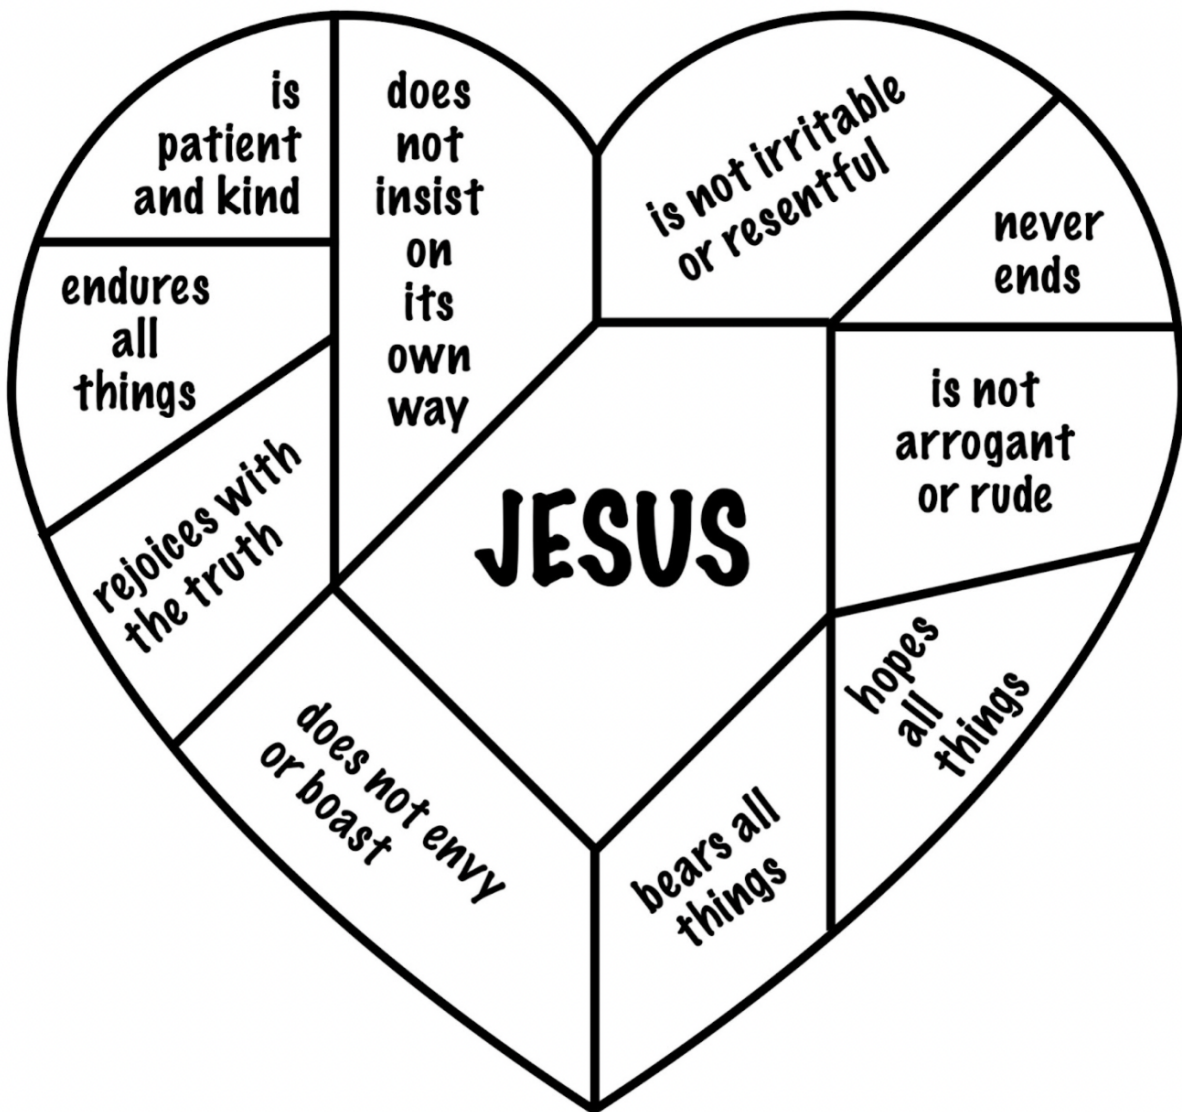 is
patient
and kind
does
not
insist
on
its
own
way
is not irritable
or resentful
never
ends
endures
all
things
is not
arrogant
or rude
rejoices with
the truth
JESUS
hopes
all
things
does not envy
or boast
bears all
things